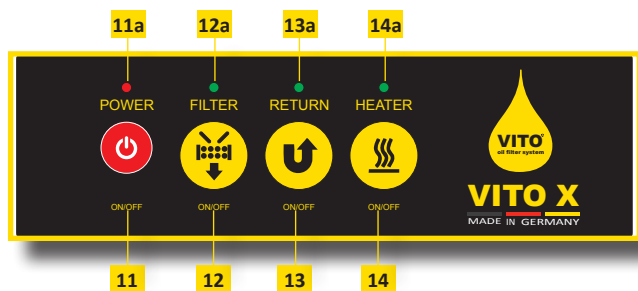 11a 12a 13a 14a
POWER FILTER RETURN HEATER
VITO®
oil filter system
ON/OFF ON/OFF ON/OFF ON/OFF
VITO X
MADE IN GERMANY
11 12 13 14